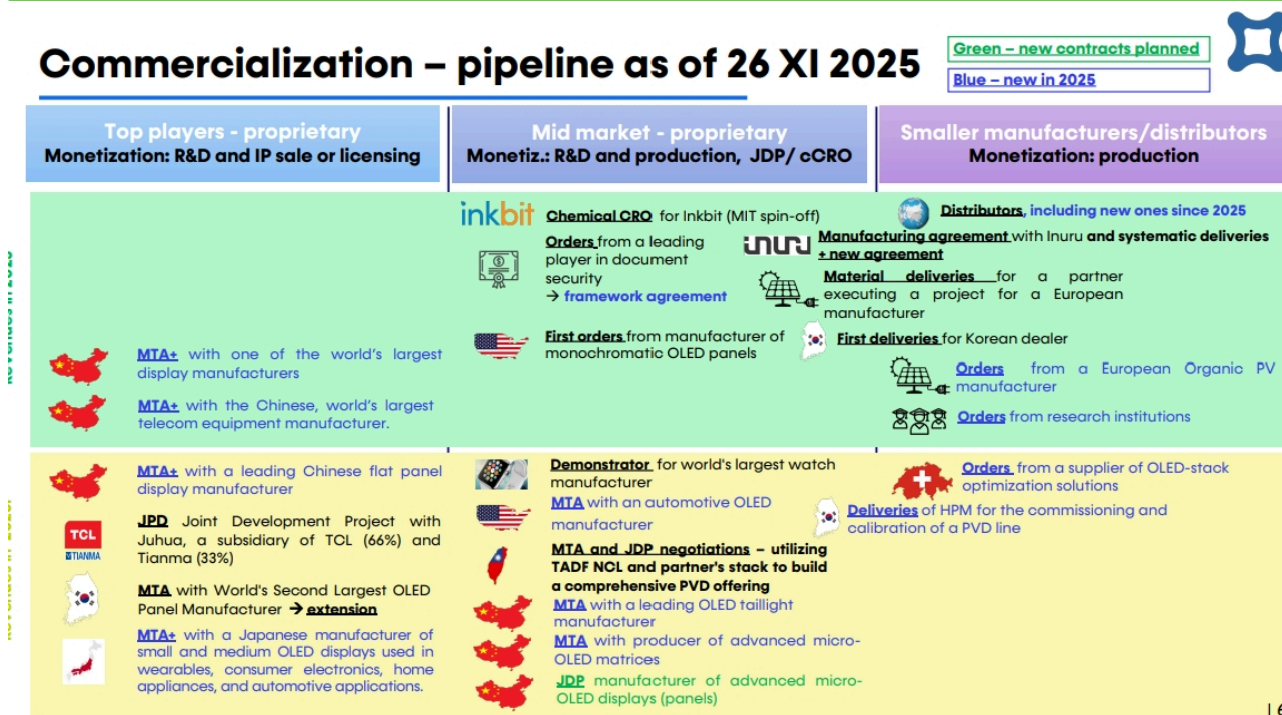 Commercialization – pipeline as of 26 XI 2025
Green – new contracts planned
Blue – new in 2025
Top players - proprietary
Monetization: R&D and IP sale or licensing
Mid market - proprietary
Monetiz.: R&D and production, JDP/ cCRO
Smaller manufacturers/distributors
Monetization: production
MTA+ with one of the world's largest
display manufacturers
MTA+ with the Chinese, world's largest
telecom equipment manufacturer.
inkbit
Chemical CRO for Inkbit (MIT spin-off)
Orders from a leading
player in document
security
→ framework agreement
First orders from manufacturer of
monochromatic OLED panels
Distributors, including new ones since 2025
inuru
Manufacturing agreement with Inuru and systematic deliveries
+ new agreement
Material deliveries for a partner
executing a project for a European
manufacturer
First deliveries for Korean dealer
Orders from a European Organic PV
manufacturer
Orders from research institutions
MTA+ with a leading Chinese flat panel
display manufacturer
TCL
TIANMA
JPD Joint Development Project with
Juhua, a subsidiary of TCL (66%) and
Tianma (33%)
MTA with World's Second Largest OLED
Panel Manufacturer → extension
MTA+ with a Japanese manufacturer of
small and medium OLED displays used in
wearables, consumer electronics, home
appliances, and automotive applications.
Demonstrator for world's largest watch
manufacturer
MTA with an automotive OLED
manufacturer
MTA and JDP negotiations – utilizing
TADF NCL and partner's stack to build
a comprehensive PVD offering
MTA with a leading OLED taillight
manufacturer
MTA with producer of advanced micro-
OLED matrices
JDP manufacturer of advanced micro-
OLED displays (panels)
Orders from a supplier of OLED-stack
optimization solutions
Deliveries of HPM for the commissioning and
calibration of a PVD line